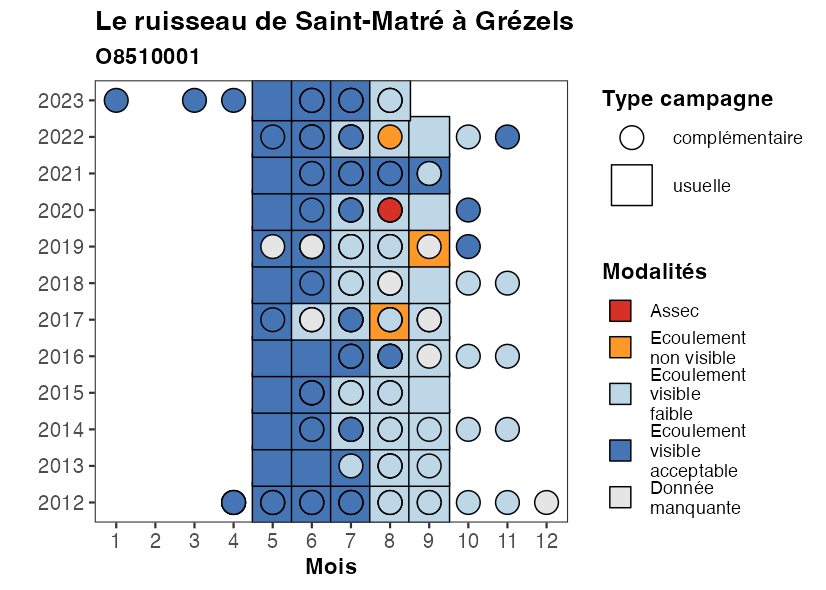 Le ruisseau de Saint-Matré à Grézels
O8510001
2023
2022
2021
2020
2019
2018
2017
2016
2015
2014
2013
2012
1 2 3 4 5 6 7 8 9 10 11 12
Mois
Type campagne
complémentaire
usuelle
Modalités
Assec
Ecoulement
non visible
Ecoulement
visible
faible
Ecoulement
visible
acceptable
Donnée
manquante